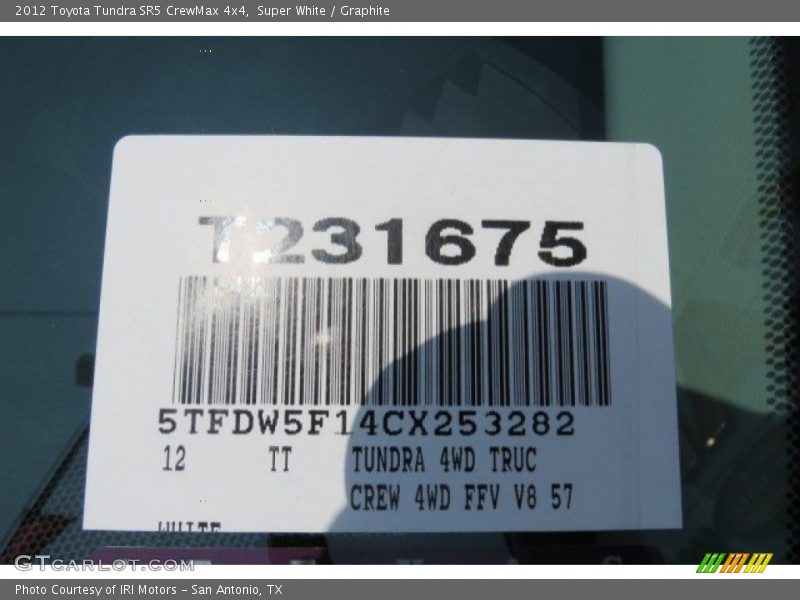 2012 Toyota Tundra SR5 CrewMax 4x4, Super White / Graphite
T231675
5TFDW5F14CX253282
12 TT TUNDRA 4WD TRUC
CREW 4WD FFV V8 57
WHITE
GTCARLOT.COM
Photo Courtesy of IRI Motors - San Antonio, TX